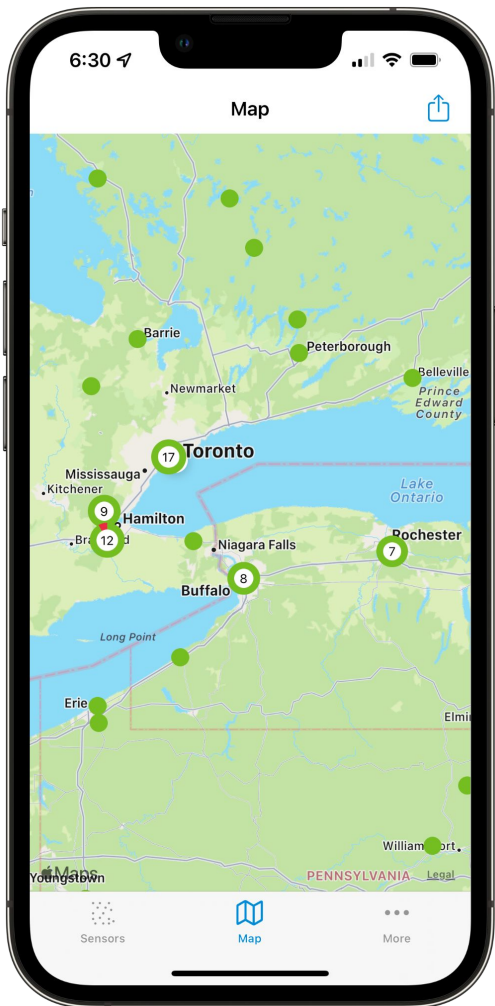 6:30
Map
Barrie
Peterborough
Belleville
Newmarket
Prince
Edward
County
17
Toronto
Mississauga
Kitchener
Lake
Ontario
9
Hamilton
12
Niagara Falls
Rochester
7
8
Buffalo
Long Point
Erie
Elmi
Maps
Youngstown
PENNSYLVANIA
Legal
Sensors
Map
More